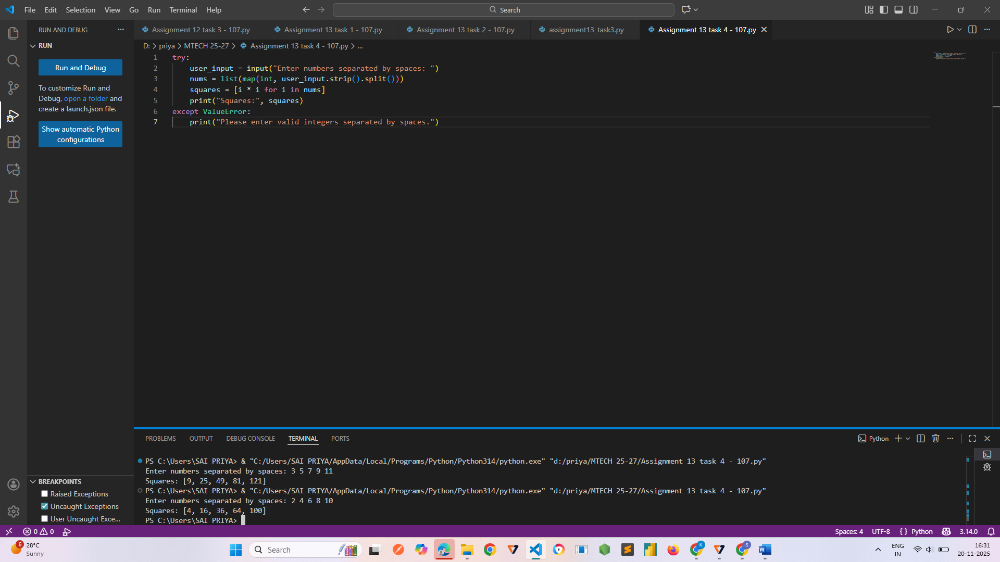 File Edit Selection View Go Run Terminal Help
Search
RUN AND DEBUG
Assignment 12 task 3 - 107.py
Assignment 13 task 1 - 107.py
Assignment 13 task 2 - 107.py
assignment13_task3.py
Assignment 13 task 4 - 107.py
RUN
Run and Debug
To customize Run and
Debug, open a folder and
create a launch.json file.
Show automatic Python
configurations
D: > priya > MTECH 25-27 > Assignment 13 task 4 - 107.py > ...
1 try:
2     user_input = input("Enter numbers separated by spaces: ")
3     nums = list(map(int, user_input.strip().split()))
4     squares = [i * i for i in nums]
5     print("Squares:", squares)
6 except ValueError:
7     print("Please enter valid integers separated by spaces.")
PROBLEMS OUTPUT DEBUG CONSOLE TERMINAL PORTS
Python
PS C:\Users\SAI PRIYA> & "C:/Users/SAI PRIYA/AppData/Local/Programs/Python/Python314/python.exe" "d:/priya/MTECH 25-27/Assignment 13 task 4 - 107.py"
Enter numbers separated by spaces: 3 5 7 9 11
Squares: [9, 25, 49, 81, 121]
PS C:\Users\SAI PRIYA> & "C:/Users/SAI PRIYA/AppData/Local/Programs/Python/Python314/python.exe" "d:/priya/MTECH 25-27/Assignment 13 task 4 - 107.py"
Enter numbers separated by spaces: 2 4 6 8 10
Squares: [4, 16, 36, 64, 100]
PS C:\Users\SAI PRIYA>
BREAKPOINTS
Raised Exceptions
Uncaught Exceptions
User Uncaught Exce...
0 0
Spaces: 4 UTF-8 { } Python 3.14.0
6
28°C
Sunny
Search
K
S
ENG
IN
16:31
20-11-2025